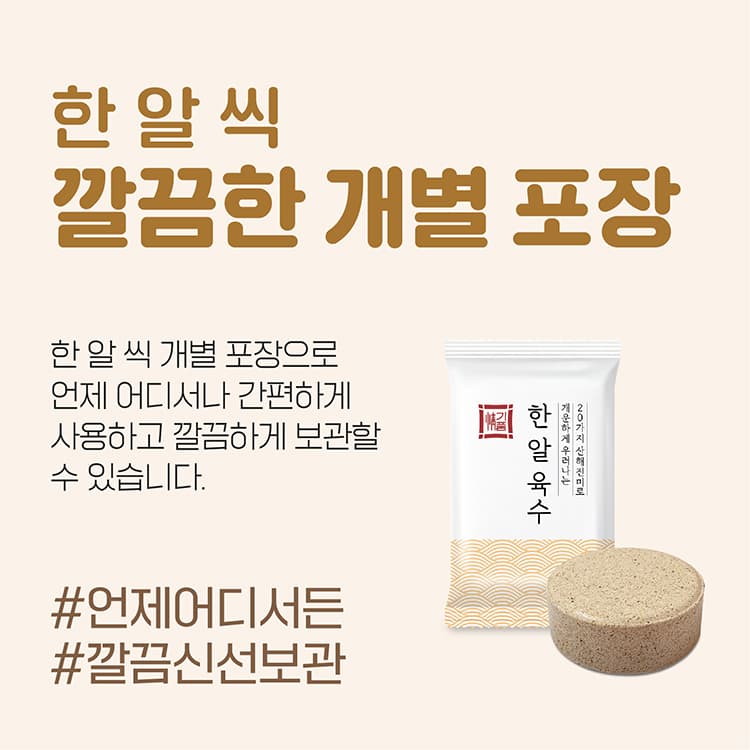 한 알 씩
깔끔한 개별 포장
한 알 씩 개별 포장으로
언제 어디서나 간편하게
사용하고 깔끔하게 보관할
수 있습니다.
20가지 산해진미로
개운하게 우러나는
한알육수
#언제어디서든
#깔끔신선보관